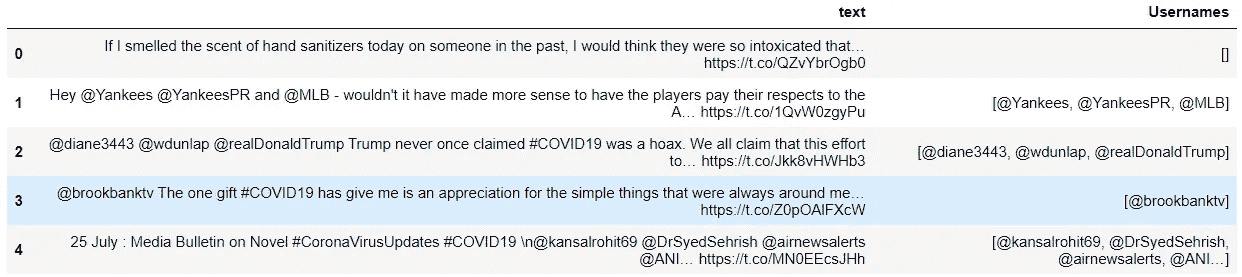 text Usernames
0 If I smelled the scent of hand sanitizers today on someone in the past, I would think they were so intoxicated that… []
https://t.co/QZvYbrOgb0
1 Hey @Yankees @YankeesPR and @MLB - wouldn't it have made more sense to have the players pay their respects to the [@Yankees, @YankeesPR, @MLB]
A… https://t.co/1QvW0zgyPu
2 @diane3443 @wdunlap @realDonaldTrump Trump never once claimed #COVID19 was a hoax. We all claim that this effort [@diane3443, @wdunlap, @realDonaldTrump]
to… https://t.co/Jkk8vHWHb3
3 @brookbanktv The one gift #COVID19 has give me is an appreciation for the simple things that were always around me… [@brookbanktv]
https://t.co/Z0pOAlFXcW
4 25 July : Media Bulletin on Novel #CoronaVirusUpdates #COVID19 \n@kansalrohit69 @DrSyedSehrish @airnewsalerts [@kansalrohit69, @DrSyedSehrish,
@ANI… https://t.co/MN0EEcsJHh @airnewsalerts, @ANI…]